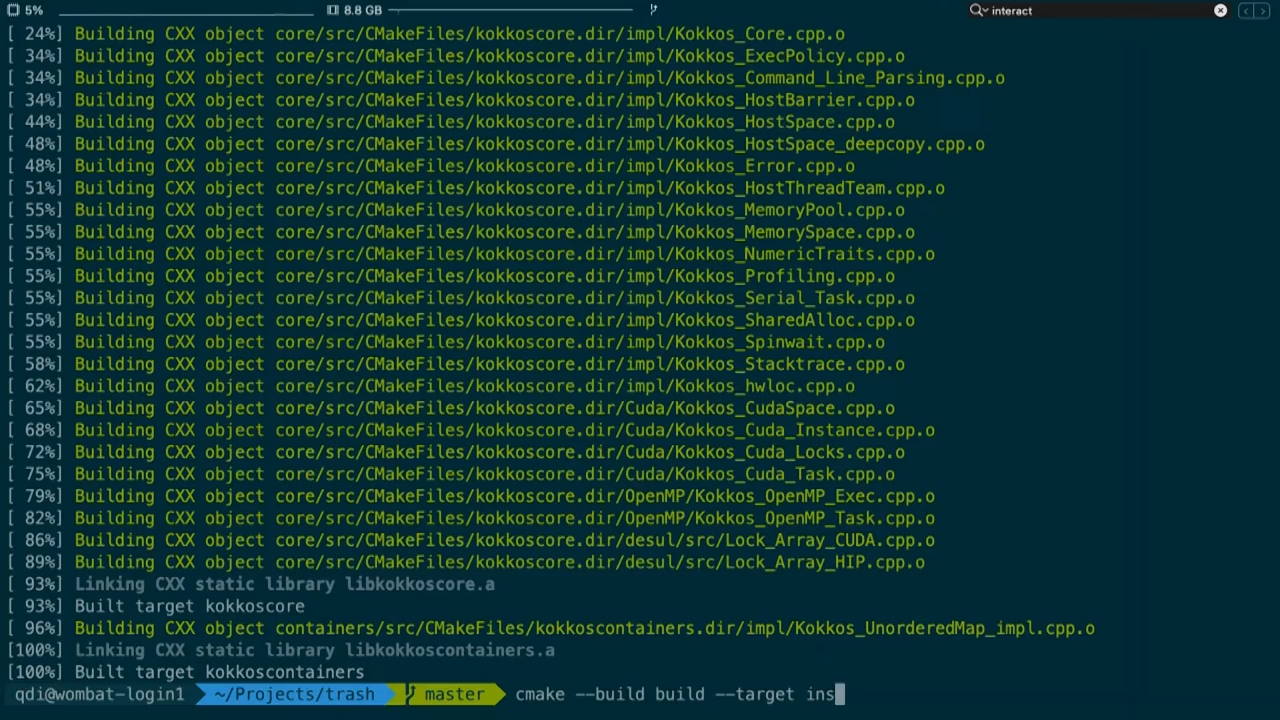 5% 8.8 GB interact
[ 24%] Building CXX object core/src/CMakeFiles/kokkoscore.dir/impl/Kokkos_Core.cpp.o
[ 34%] Building CXX object core/src/CMakeFiles/kokkoscore.dir/impl/Kokkos_ExecPolicy.cpp.o
[ 34%] Building CXX object core/src/CMakeFiles/kokkoscore.dir/impl/Kokkos_Command_Line_Parsing.cpp.o
[ 34%] Building CXX object core/src/CMakeFiles/kokkoscore.dir/impl/Kokkos_HostBarrier.cpp.o
[ 44%] Building CXX object core/src/CMakeFiles/kokkoscore.dir/impl/Kokkos_HostSpace.cpp.o
[ 48%] Building CXX object core/src/CMakeFiles/kokkoscore.dir/impl/Kokkos_HostSpace_deepcopy.cpp.o
[ 48%] Building CXX object core/src/CMakeFiles/kokkoscore.dir/impl/Kokkos_Error.cpp.o
[ 51%] Building CXX object core/src/CMakeFiles/kokkoscore.dir/impl/Kokkos_HostThreadTeam.cpp.o
[ 55%] Building CXX object core/src/CMakeFiles/kokkoscore.dir/impl/Kokkos_MemoryPool.cpp.o
[ 55%] Building CXX object core/src/CMakeFiles/kokkoscore.dir/impl/Kokkos_MemorySpace.cpp.o
[ 55%] Building CXX object core/src/CMakeFiles/kokkoscore.dir/impl/Kokkos_NumericTraits.cpp.o
[ 55%] Building CXX object core/src/CMakeFiles/kokkoscore.dir/impl/Kokkos_Profiling.cpp.o
[ 55%] Building CXX object core/src/CMakeFiles/kokkoscore.dir/impl/Kokkos_Serial_Task.cpp.o
[ 55%] Building CXX object core/src/CMakeFiles/kokkoscore.dir/impl/Kokkos_SharedAlloc.cpp.o
[ 55%] Building CXX object core/src/CMakeFiles/kokkoscore.dir/impl/Kokkos_Spinwait.cpp.o
[ 58%] Building CXX object core/src/CMakeFiles/kokkoscore.dir/impl/Kokkos_Stacktrace.cpp.o
[ 62%] Building CXX object core/src/CMakeFiles/kokkoscore.dir/impl/Kokkos_hwloc.cpp.o
[ 65%] Building CXX object core/src/CMakeFiles/kokkoscore.dir/Cuda/Kokkos_CudaSpace.cpp.o
[ 68%] Building CXX object core/src/CMakeFiles/kokkoscore.dir/Cuda/Kokkos_Cuda_Instance.cpp.o
[ 72%] Building CXX object core/src/CMakeFiles/kokkoscore.dir/Cuda/Kokkos_Cuda_Locks.cpp.o
[ 75%] Building CXX object core/src/CMakeFiles/kokkoscore.dir/Cuda/Kokkos_Cuda_Task.cpp.o
[ 79%] Building CXX object core/src/CMakeFiles/kokkoscore.dir/OpenMP/Kokkos_OpenMP_Exec.cpp.o
[ 82%] Building CXX object core/src/CMakeFiles/kokkoscore.dir/OpenMP/Kokkos_OpenMP_Task.cpp.o
[ 86%] Building CXX object core/src/CMakeFiles/kokkoscore.dir/desul/src/Lock_Array_CUDA.cpp.o
[ 89%] Building CXX object core/src/CMakeFiles/kokkoscore.dir/desul/src/Lock_Array_HIP.cpp.o
[ 93%] Linking CXX static library libkokkoscore.a
[ 93%] Built target kokkoscore
[ 96%] Building CXX object containers/src/CMakeFiles/kokkoscontainers.dir/impl/Kokkos_UnorderedMap_impl.cpp.o
[100%] Linking CXX static library libkokkoscontainers.a
[100%] Built target kokkoscontainers
qdi@wombat-login1 ~/Projects/trash master cmake --build build --target ins